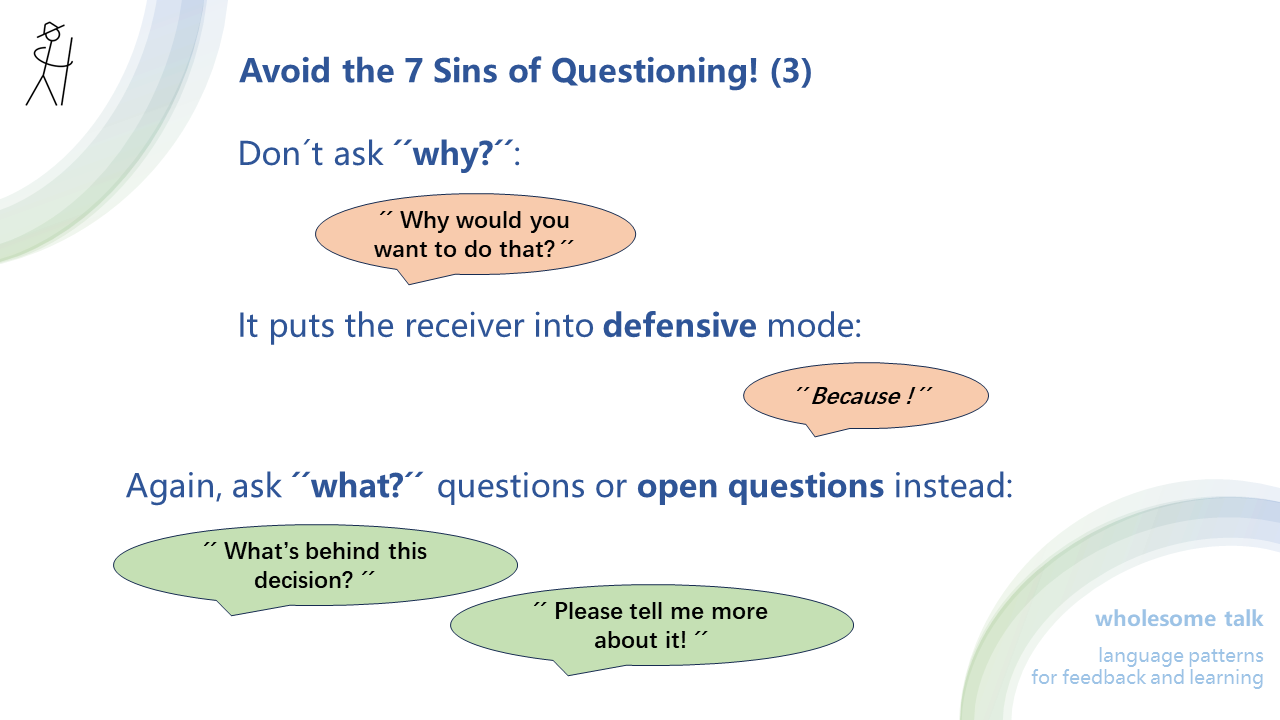 Avoid the 7 Sins of Questioning! (3)
Don´t ask ´´why?´´:
´´ Why would you
want to do that? ´´
It puts the receiver into defensive mode:
´´ Because ! ´´
Again, ask ´´what?´´ questions or open questions instead:
´´ What’s behind this
decision? ´´
´´ Please tell me more
about it! ´´
wholesome talk
language patterns
for feedback and learning